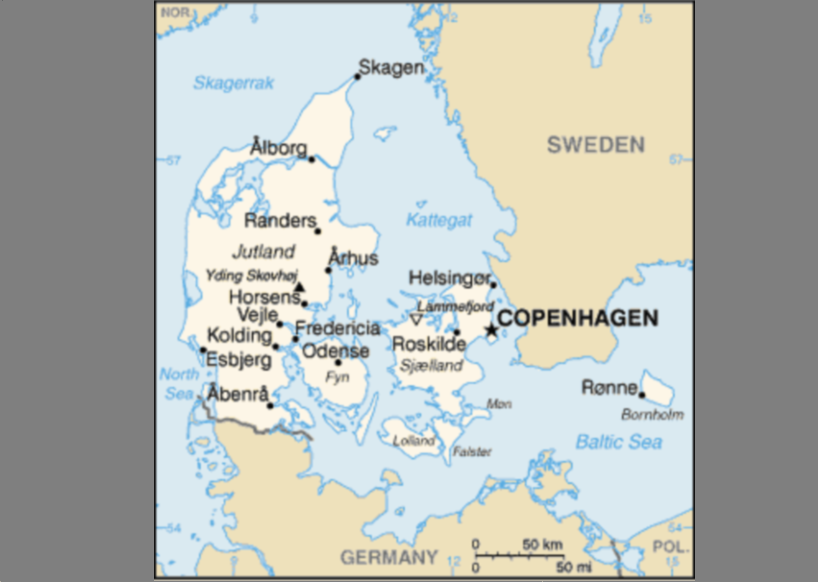 NOR.
9
12
15
Skagen
Skagerrak
SWEDEN
Ålborg
57
57
Randers
Kattegat
Jutland
Århus
Yding Skovhøj
Helsingør
Horsens
Lammefjord
Vejle
COPENHAGEN
Kolding
Fredericia
Roskilde
Odense
Esbjerg
Sjælland
North
Sea
Fyn
Rønne
Åbenrå
Møn
Bornholm
Lolland
Baltic Sea
Falster
54
54
0
50 km
POL.
GERMANY
9
12
0
50 mi
15